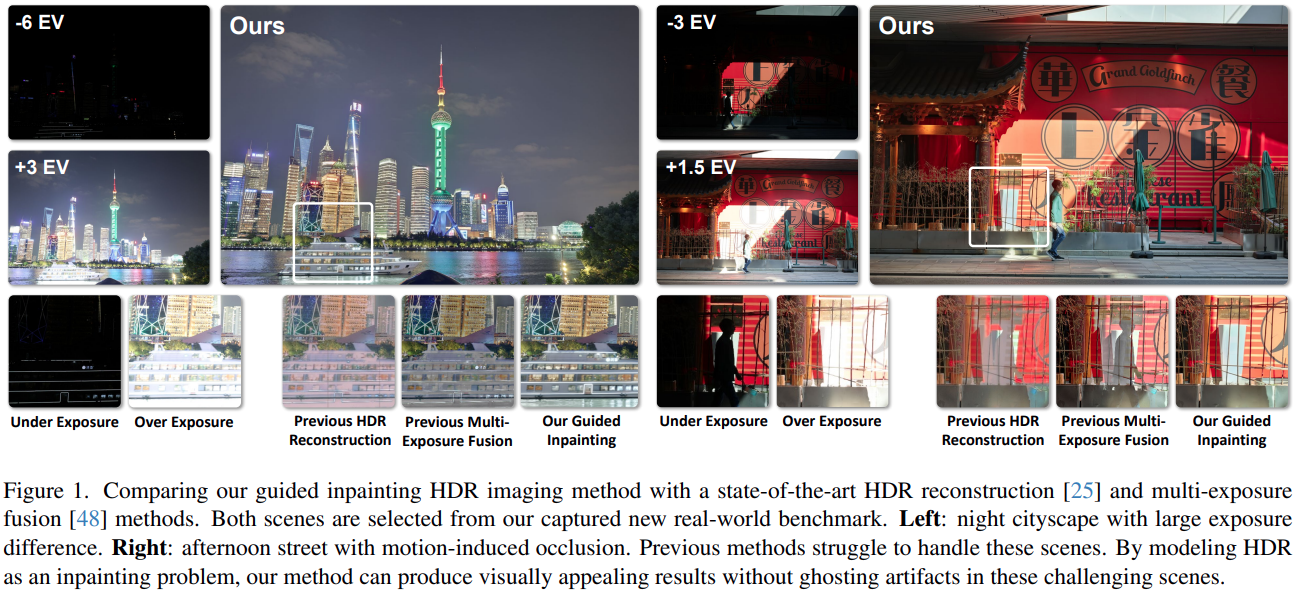 -6 EV
Ours
+3 EV
Under Exposure
Over Exposure
Previous HDR
Reconstruction
Previous Multi-
Exposure Fusion
Our Guided
Inpainting
-3 EV
Ours
華
Grand Goldfinch
餐
上
金
雀
Restaurant
+1.5 EV
Under Exposure
Over Exposure
Previous HDR
Reconstruction
Previous Multi-
Exposure Fusion
Our Guided
Inpainting
Figure 1. Comparing our guided inpainting HDR imaging method with a state-of-the-art HDR reconstruction [25] and multi-exposure
fusion [48] methods. Both scenes are selected from our captured new real-world benchmark. Left: night cityscape with large exposure
difference. Right: afternoon street with motion-induced occlusion. Previous methods struggle to handle these scenes. By modeling HDR
as an inpainting problem, our method can produce visually appealing results without ghosting artifacts in these challenging scenes.